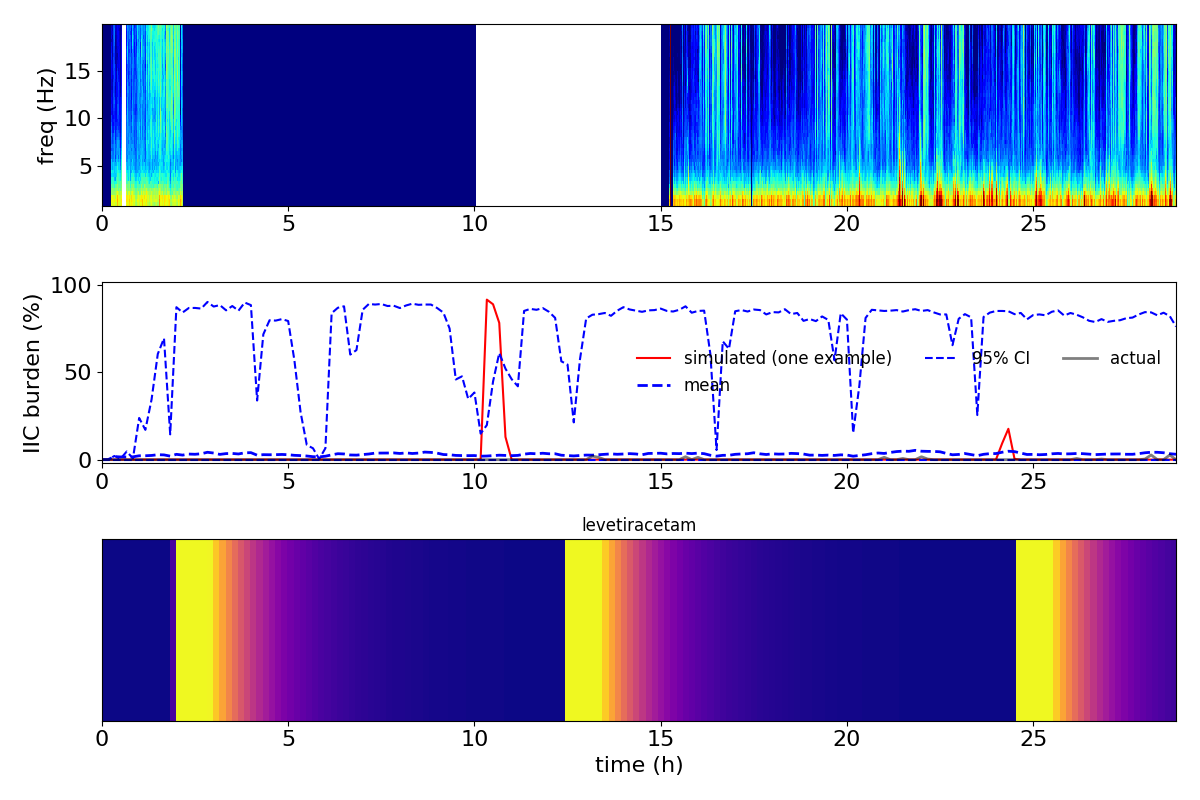 freq (Hz)
15
10
5
0 5 10 15 20 25
IIC burden (%)
100
50
0
simulated (one example) 95% CI actual
mean
0 5 10 15 20 25
levetiracetam
0 5 10 15 20 25
time (h)